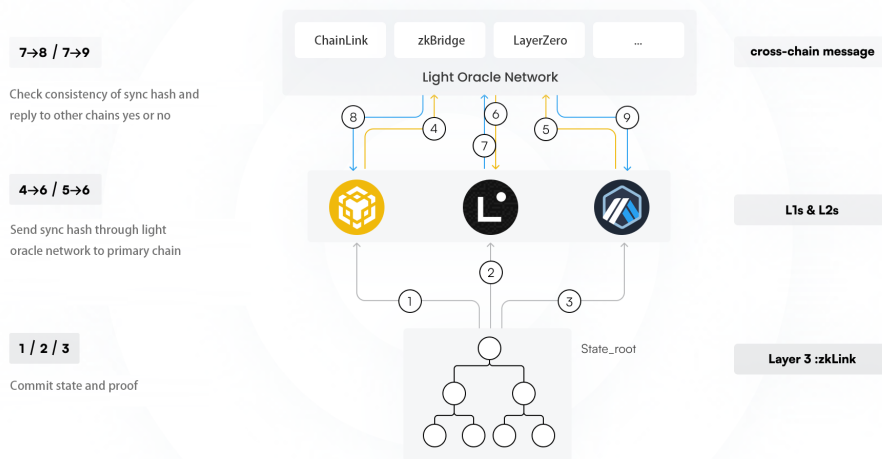 ChainLink
zkBridge
LayerZero
...
Light Oracle Network
7→8 / 7→9
cross-chain message
Check consistency of sync hash and
reply to other chains yes or no
8
4
7
6
5
9
4→6 / 5→6
L1s & L2s
Send sync hash through light
oracle network to primary chain
L
1
2
3
1 / 2 / 3
State_root
Layer 3 :zkLink
Commit state and proof